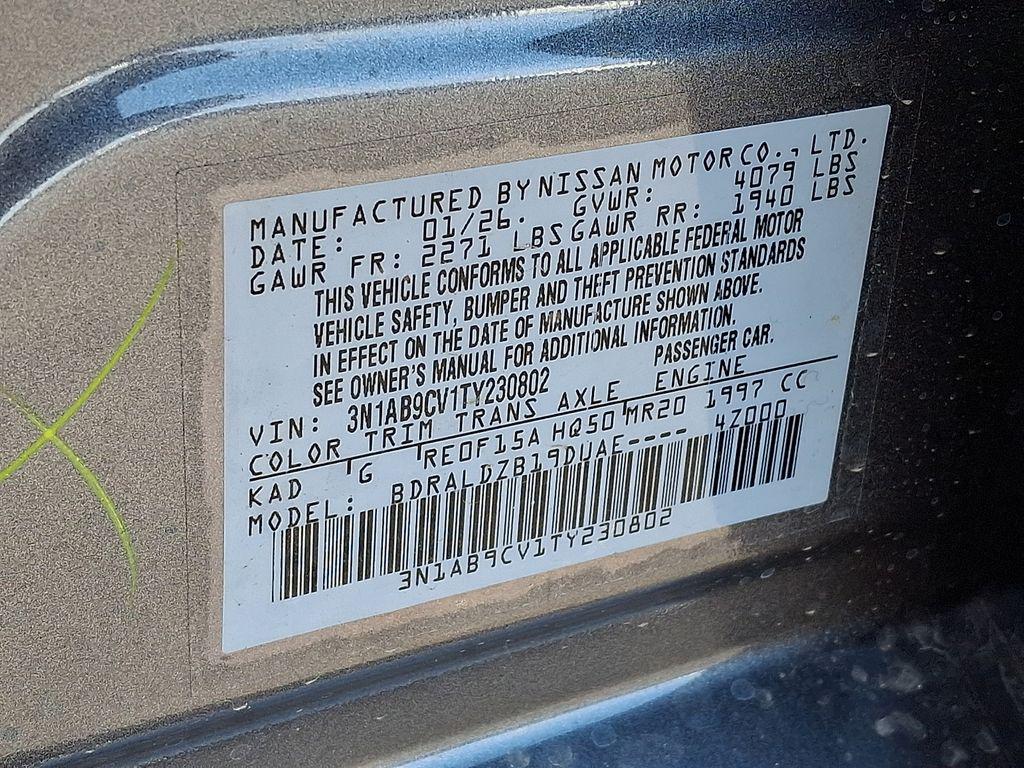 MANUFACTURED BY NISSAN MOTOR CO., LTD.
DATE: 01/26. GVWR: 4079 LBS
GAWR FR: 2271 LBS GAWR RR: 1940 LBS
THIS VEHICLE CONFORMS TO ALL APPLICABLE FEDERAL MOTOR
VEHICLE SAFETY, BUMPER AND THEFT PREVENTION STANDARDS
IN EFFECT ON THE DATE OF MANUFACTURE SHOWN ABOVE.
SEE OWNER'S MANUAL FOR ADDITIONAL INFORMATION.
VIN: 3N1AB9CV1TY230802 PASSENGER CAR.
COLOR TRIM TRANS AXLE ENGINE
KAD 'G 'RE0F15A HQ50'MR20 1997 CC
MODEL: BDRALDZB19DUAE---- 4Z000
3N1AB9CV1TY230802